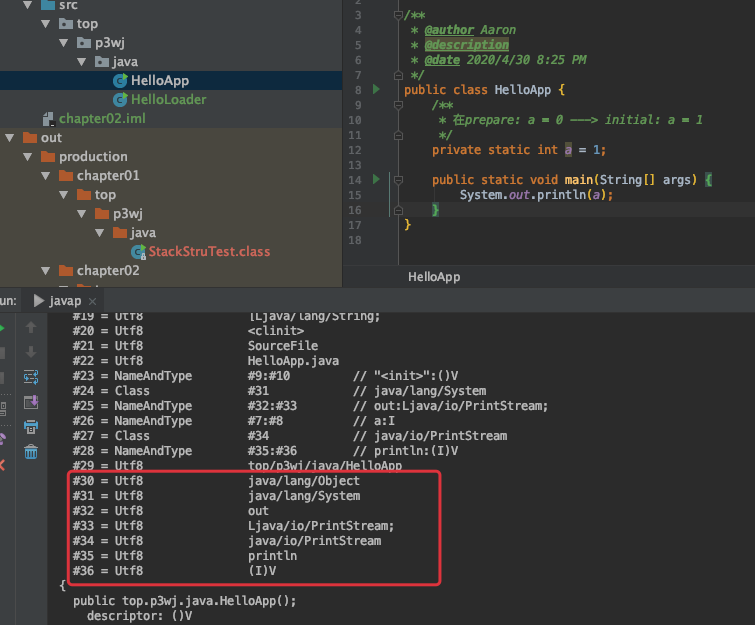 src
top
p3wj
java
HelloApp
HelloLoader
chapter02.iml
out
production
chapter01
top
p3wj
java
StackStruTest.class
chapter02
2
3 /**
4 * @author Aaron
5 * @description
6 * @date 2020/4/30 8:25 PM
7 */
8 public class HelloApp {
9 /**
10 * 在prepare: a = 0 ---> initial: a = 1
11 */
12 private static int a = 1;
13
14 public static void main(String[] args) {
15 System.out.println(a);
16 }
17 }
18
HelloApp
un: javap ×
#19 = Utf8 [Ljava/lang/String;
#20 = Utf8 <clinit>
#21 = Utf8 SourceFile
#22 = Utf8 HelloApp.java
#23 = NameAndType #9:#10 // "<init>":()V
#24 = Class #31 // java/lang/System
#25 = NameAndType #32:#33 // out:Ljava/io/PrintStream;
#26 = NameAndType #7:#8 // a:I
#27 = Class #34 // java/io/PrintStream
#28 = NameAndType #35:#36 // println:(I)V
#29 = Utf8 top/p3wj/java/HelloApp
#30 = Utf8 java/lang/Object
#31 = Utf8 java/lang/System
#32 = Utf8 out
#33 = Utf8 Ljava/io/PrintStream;
#34 = Utf8 java/io/PrintStream
#35 = Utf8 println
#36 = Utf8 (I)V
{
public top.p3wj.java.HelloApp();
descriptor: ()V